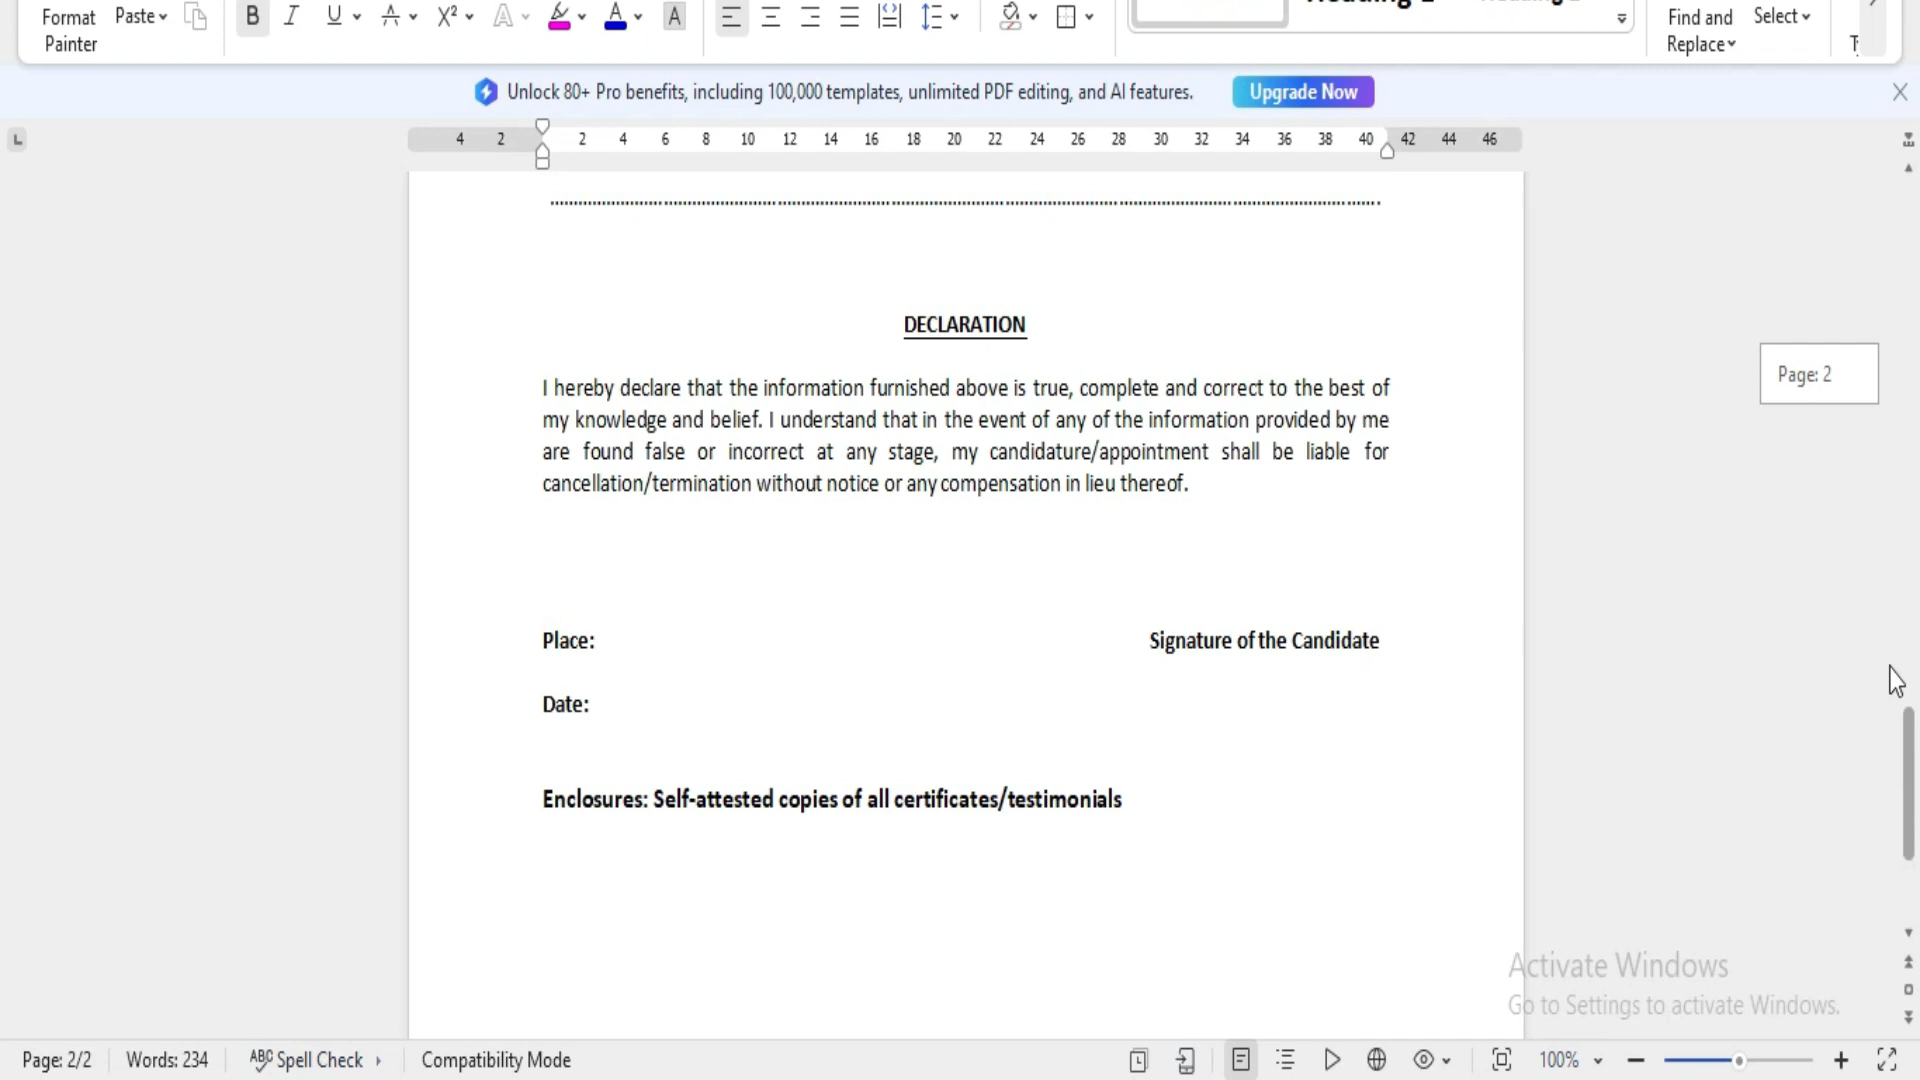 Format
Painter
Paste
B I U A X² A A A
Find and
Replace
Select
Unlock 80+ Pro benefits, including 100,000 templates, unlimited PDF editing, and AI features.
Upgrade Now
4 2 2 4 6 8 10 12 14 16 18 20 22 24 26 28 30 32 34 36 38 40 42 44 46
DECLARATION
I hereby declare that the information furnished above is true, complete and correct to the best of
my knowledge and belief. I understand that in the event of any of the information provided by me
are found false or incorrect at any stage, my candidature/appointment shall be liable for
cancellation/termination without notice or any compensation in lieu thereof.
Page: 2
Place:
Signature of the Candidate
Date:
Enclosures: Self-attested copies of all certificates/testimonials
Activate Windows
Go to Settings to activate Windows.
Page: 2/2
Words: 234
ABC Spell Check
Compatibility Mode
100%